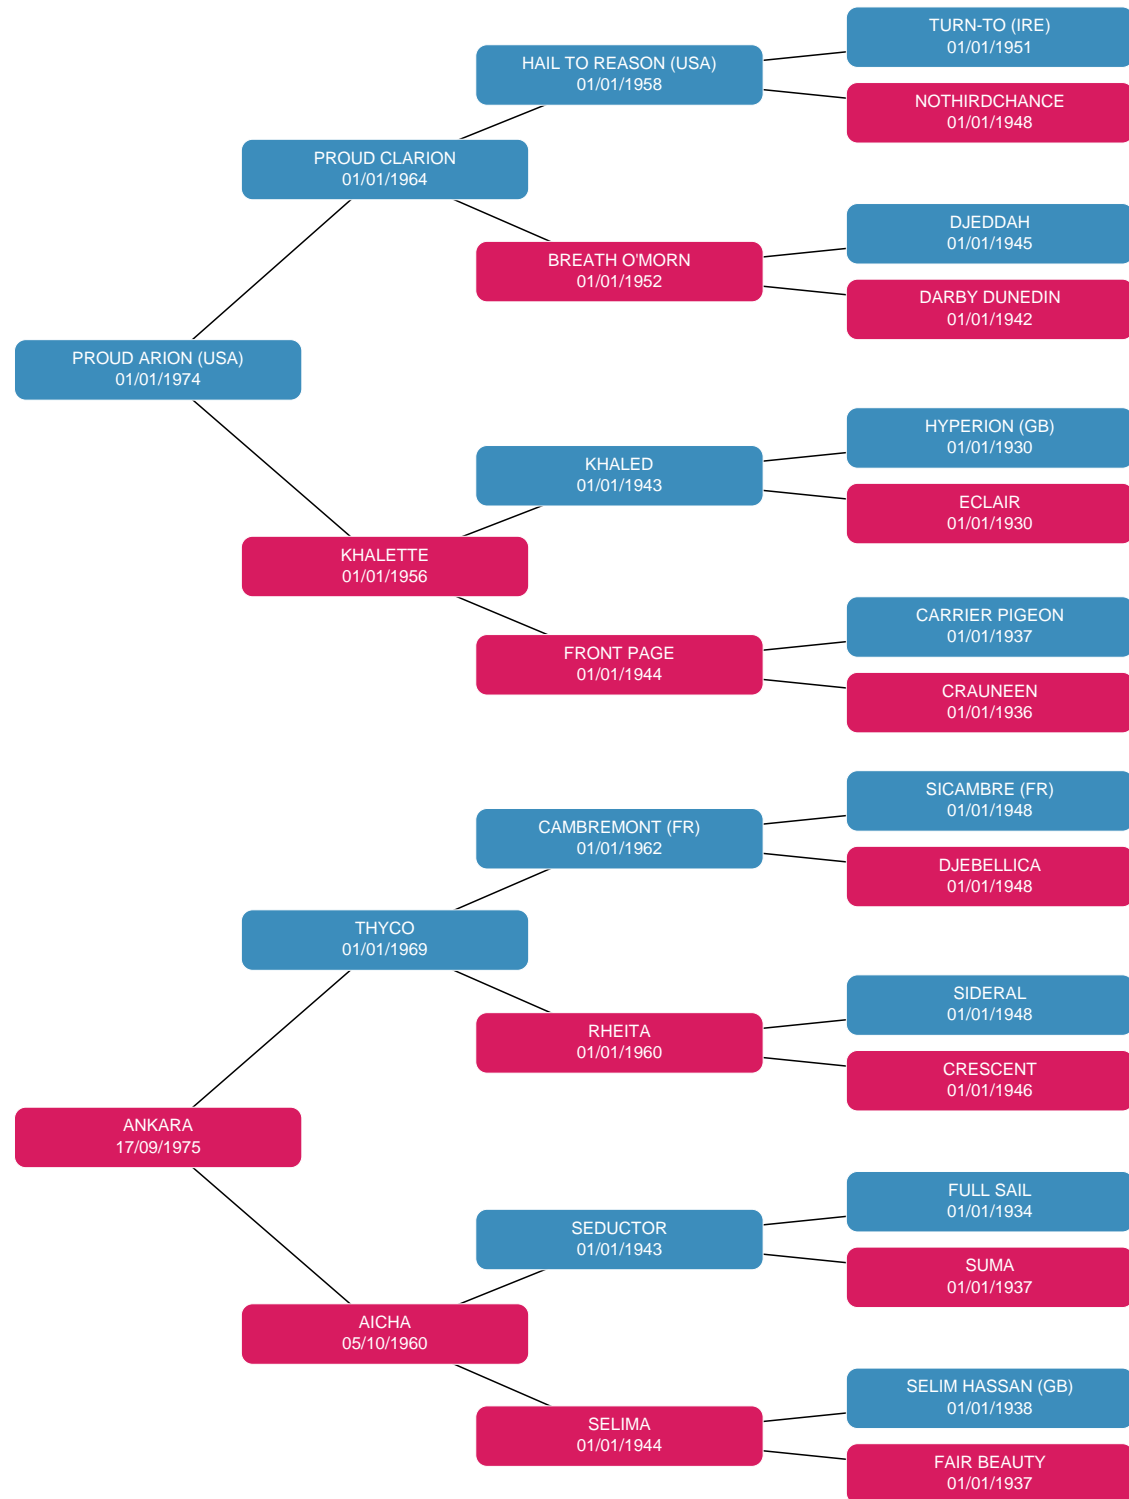 TURN-TO (IRE)
01/01/1951
HAIL TO REASON (USA)
01/01/1958
NOTHIRDCHANCE
01/01/1948
PROUD CLARION
01/01/1964
DJEDDAH
01/01/1945
BREATH O'MORN
01/01/1952
DARBY DUNEDIN
01/01/1942
PROUD ARION (USA)
01/01/1974
HYPERION (GB)
01/01/1930
KHALED
01/01/1943
ECLAIR
01/01/1930
KHALETTE
01/01/1956
CARRIER PIGEON
01/01/1937
FRONT PAGE
01/01/1944
CRAUNEEN
01/01/1936
SICAMBRE (FR)
01/01/1948
CAMBREMONT (FR)
01/01/1962
DJEBELLICA
01/01/1948
THYCO
01/01/1969
SIDERAL
01/01/1948
RHEITA
01/01/1960
CRESCENT
01/01/1946
ANKARA
17/09/1975
FULL SAIL
01/01/1934
SEDUCTOR
01/01/1943
SUMA
01/01/1937
AICHA
05/10/1960
SELIM HASSAN (GB)
01/01/1938
SELIMA
01/01/1944
FAIR BEAUTY
01/01/1937